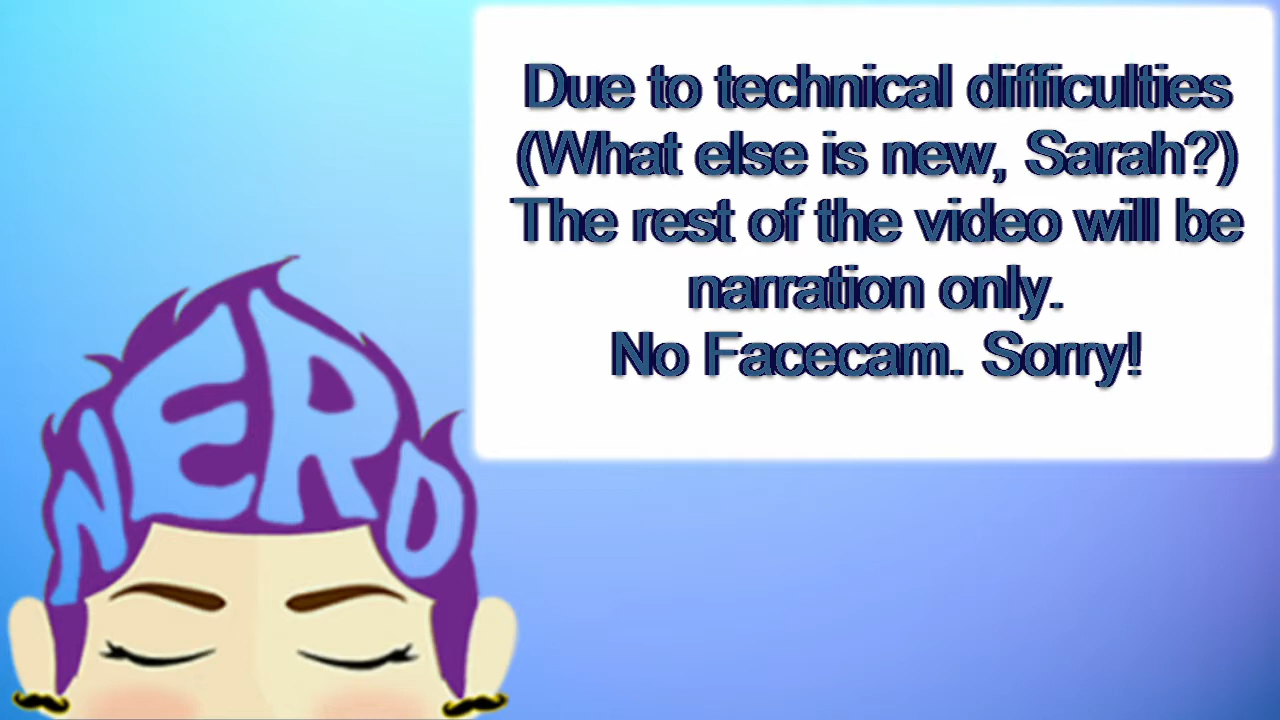 Due to technical difficulties
(What else is new, Sarah?)
The rest of the video will be
narration only.
No Facecam. Sorry!
NERD